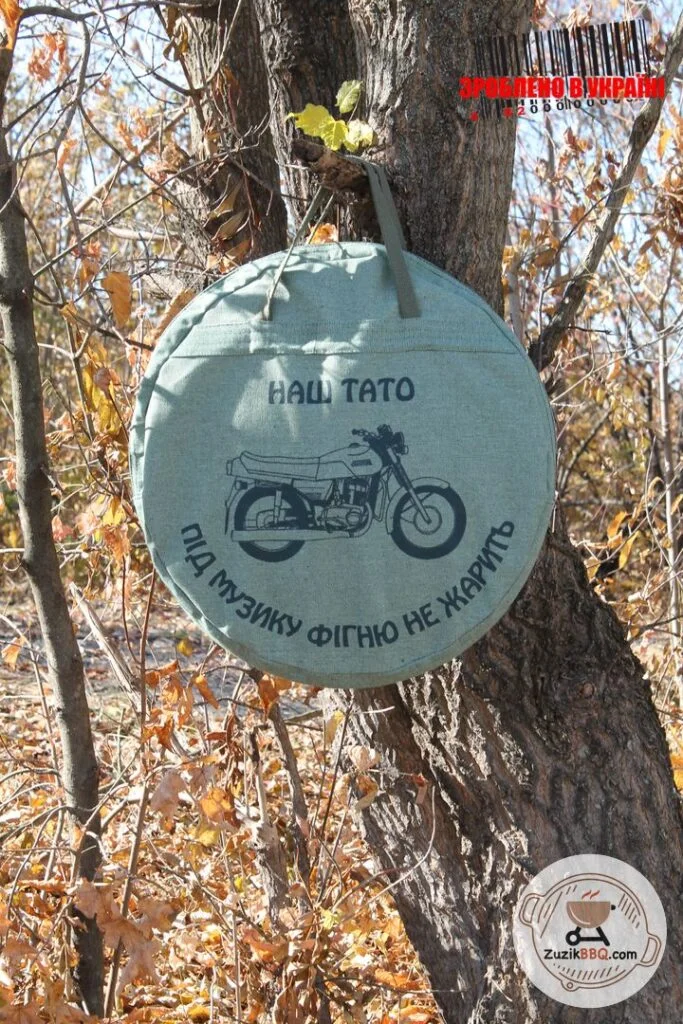 ЗРОБЛЕНО В УКРАЇНІ
НАШ ТАТО
ПІД МУЗИКУ ФІГНЮ НЕ ЖАРИТЬ
ZuzikBBQ.com